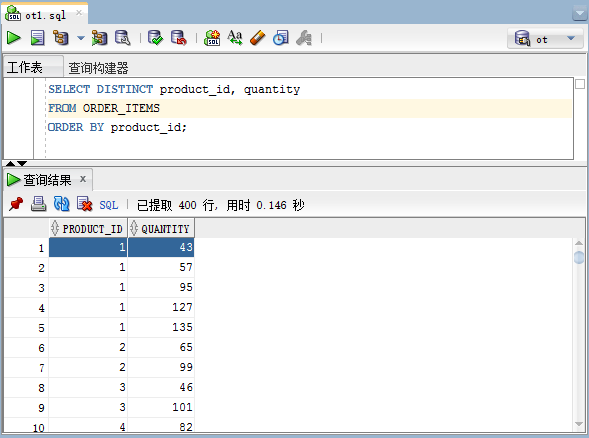 ot1.sql
ot
工作表 查询构建器
SELECT DISTINCT product_id, quantity
FROM ORDER_ITEMS
ORDER BY product_id;
查询结果 x
SQL | 已提取 400 行, 用时 0.146 秒
PRODUCT_ID QUANTITY
1 1 43
2 1 57
3 1 95
4 1 127
5 1 135
6 2 65
7 2 99
8 3 46
9 3 101
10 4 82